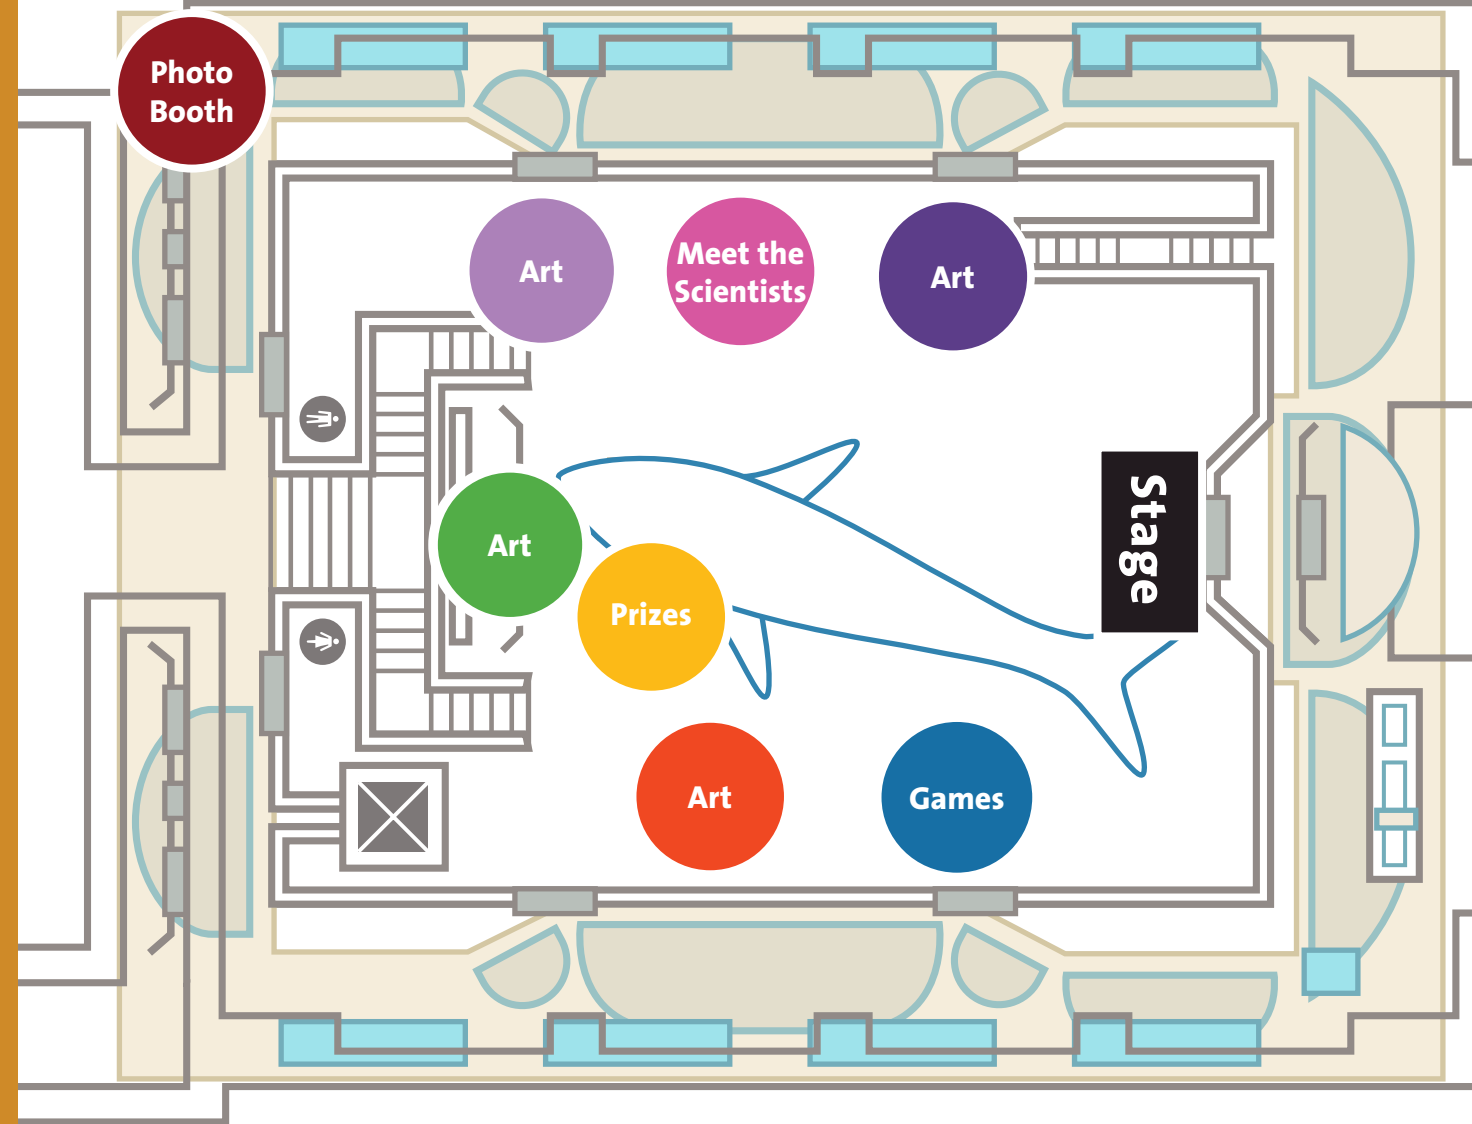 Photo
Booth
Art
Meet the
Scientists
Art
Art
Stage
Prizes
Art
Games